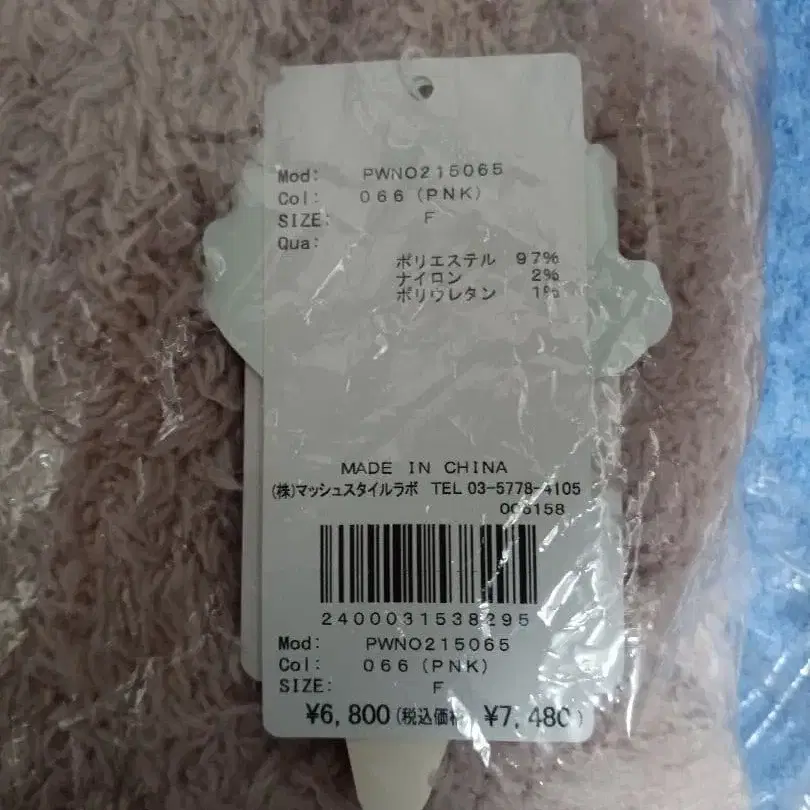 Mod: PWNO215065
Col: 066(PNK)
SIZE: F
Qua:
ポリエステル 97%
ナイロン 2%
ポリウレタン 1%
MADE IN CHINA
(株)マッシュスタイルラボ TEL 03-5778-4105
006158
2400031538295
Mod: PWNO215065
Col: 066(PNK)
SIZE: F
¥6,800(税込価格 ¥7,480)